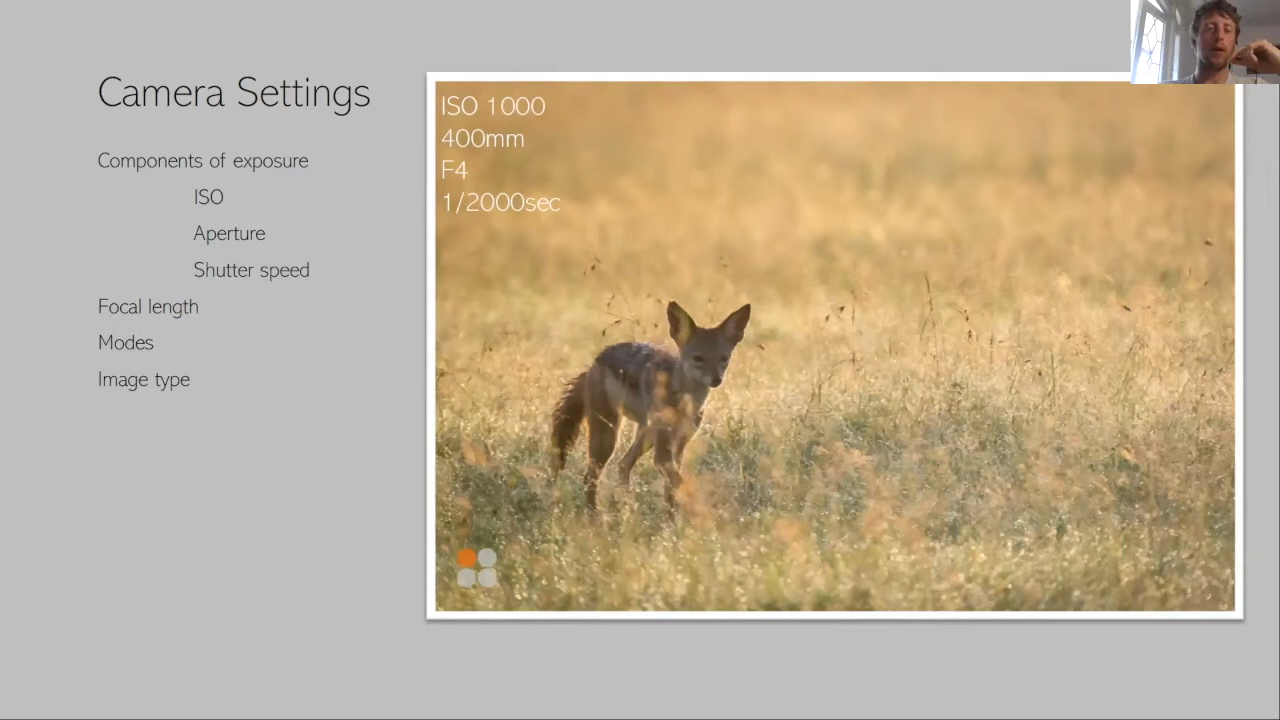 Camera Settings
Components of exposure
ISO
Aperture
Shutter speed
Focal length
Modes
Image type
ISO 1000
400mm
F4
1/2000sec